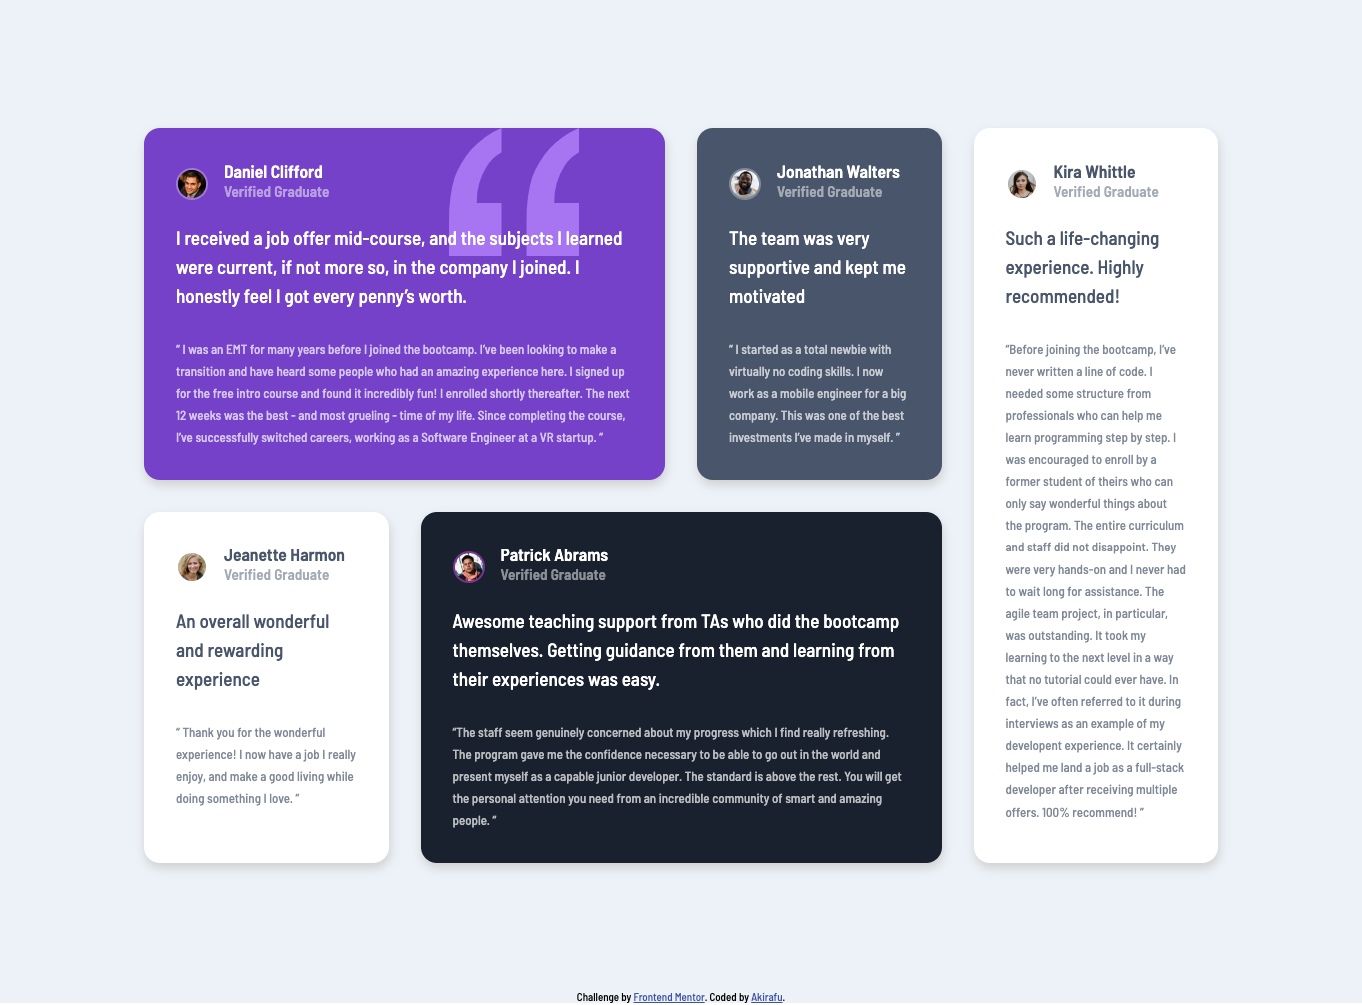 Daniel Clifford
Verified Graduate
I received a job offer mid-course, and the subjects I learned
were current, if not more so, in the company I joined. I
honestly feel I got every penny’s worth.
“ I was an EMT for many years before I joined the bootcamp. I’ve been looking to make a
transition and have heard some people who had an amazing experience here. I signed up
for the free intro course and found it incredibly fun! I enrolled shortly thereafter. The next
12 weeks was the best - and most grueling - time of my life. Since completing the course,
I’ve successfully switched careers, working as a Software Engineer at a VR startup. ”
Jonathan Walters
Verified Graduate
The team was very
supportive and kept me
motivated
“ I started as a total newbie with
virtually no coding skills. I now
work as a mobile engineer for a big
company. This was one of the best
investments I’ve made in myself. ”
Kira Whittle
Verified Graduate
Such a life-changing
experience. Highly
recommended!
“Before joining the bootcamp, I’ve
never written a line of code. I
needed some structure from
professionals who can help me
learn programming step by step. I
was encouraged to enroll by a
former student of theirs who can
only say wonderful things about
the program. The entire curriculum
and staff did not disappoint. They
were very hands-on and I never had
to wait long for assistance. The
agile team project, in particular,
was outstanding. It took my
learning to the next level in a way
that no tutorial could ever have. In
fact, I’ve often referred to it during
interviews as an example of my
developent experience. It certainly
helped me land a job as a full-stack
developer after receiving multiple
offers. 100% recommend! ”
Jeanette Harmon
Verified Graduate
An overall wonderful
and rewarding
experience
“ Thank you for the wonderful
experience! I now have a job I really
enjoy, and make a good living while
doing something I love. ”
Patrick Abrams
Verified Graduate
Awesome teaching support from TAs who did the bootcamp
themselves. Getting guidance from them and learning from
their experiences was easy.
“The staff seem genuinely concerned about my progress which I find really refreshing.
The program gave me the confidence necessary to be able to go out in the world and
present myself as a capable junior developer. The standard is above the rest. You will get
the personal attention you need from an incredible community of smart and amazing
people. ”
Challenge by Frontend Mentor. Coded by Akirafu.